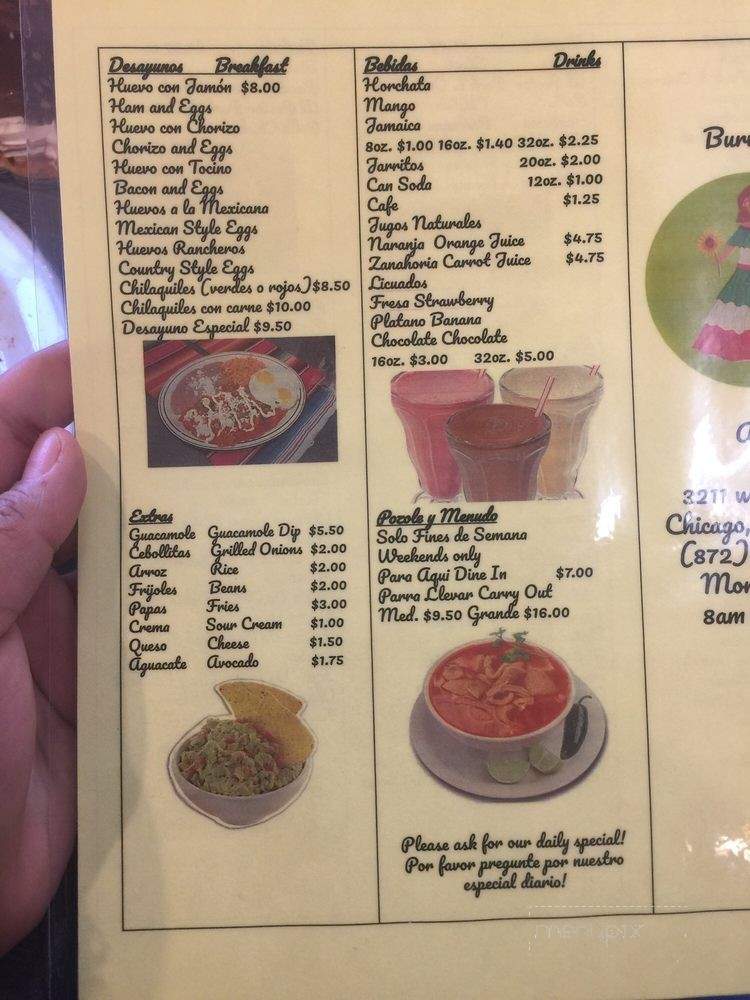 Desayunos Breakfast
Huevo con Jamón $8.00
Ham and Eggs
Huevo con Chorizo
Chorizo and Eggs
Huevo con Tocino
Bacon and Eggs
Huevos a la Mexicana
Mexican Style Eggs
Huevos Rancheros
Country Style Eggs
Chilaquiles (verdes o rojos)$8.50
Chilaquiles con carne $10.00
Desayuno Especial $9.50
Extras
Guacamole Guacamole Dip $5.50
Cebollitas Grilled Onions $2.00
Arroz Rice $2.00
Frijoles Beans $2.00
Papas Fries $3.00
Crema Sour Cream $1.00
Queso Cheese $1.50
Aguacate Avocado $1.75
Bebidas Drinks
Horchata
Mango
Jamaica
8oz. $1.00 16oz. $1.40 32oz. $2.25
Jarritos 20oz. $2.00
Can Soda 12oz. $1.00
Cafe $1.25
Jugos Naturales
Naranja Orange Juice $4.75
Zanahoria Carrot Juice $4.75
Licuados
Fresa Strawberry
Platano Banana
Chocolate Chocolate
16oz. $3.00 32oz. $5.00
Pozole y Menudo
Solo Fines de Semana
Weekends only
Para Aqui Dine In $7.00
Parra Llevar Carry Out
Med. $9.50 Grande $16.00
Please ask for our daily special!
Por favor pregunte por nuestro
especial diario!
3211 w
Chicago,
(872)
8am
menupix